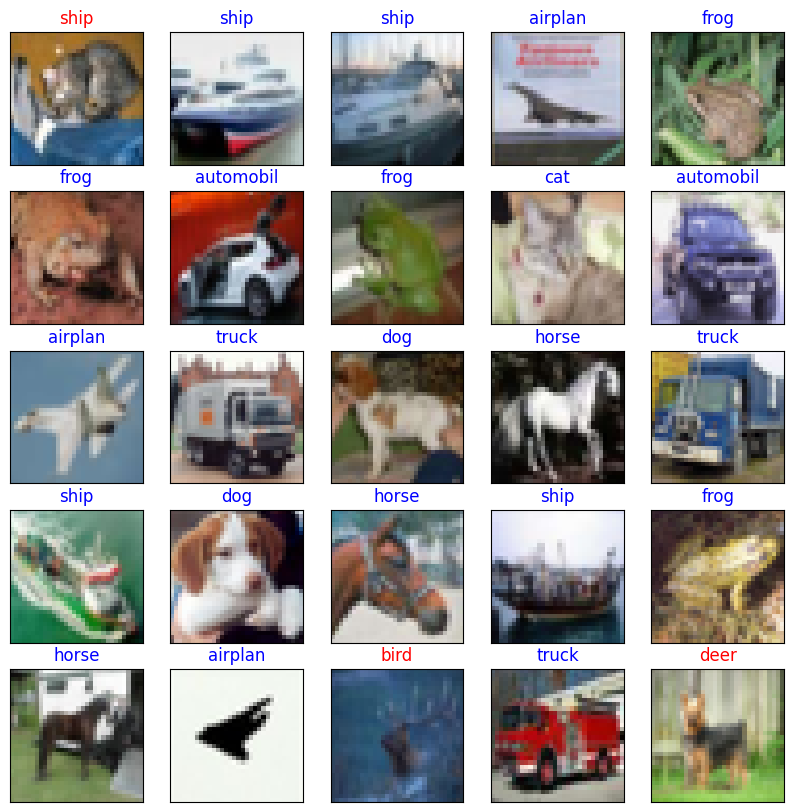 ship ship ship airplan frog
frog automobil frog cat automobil
airplan truck dog horse truck
ship dog horse ship frog
horse airplan bird truck deer